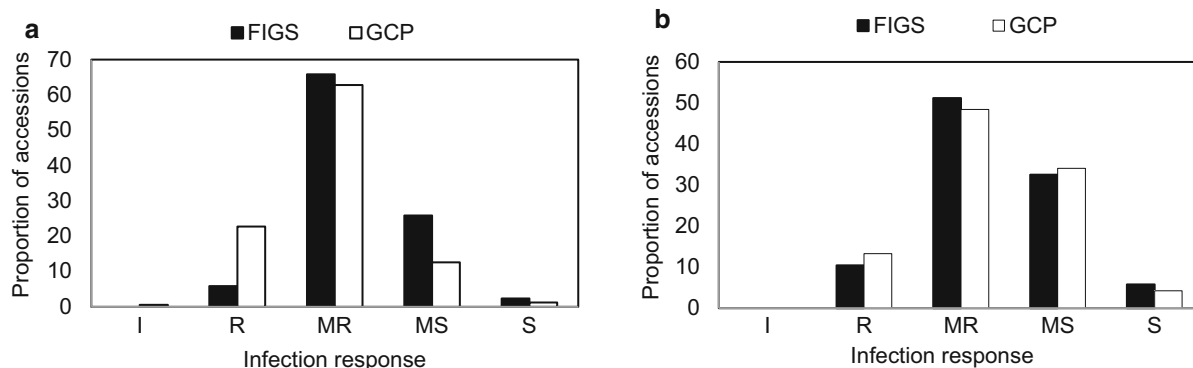 a
FIGS GCP
Proportion of accessions
70
60
50
40
30
20
10
0
I R MR MS S
Infection response
b
FIGS GCP
Proportion of accessions
60
50
40
30
20
10
0
I R MR MS S
Infection response